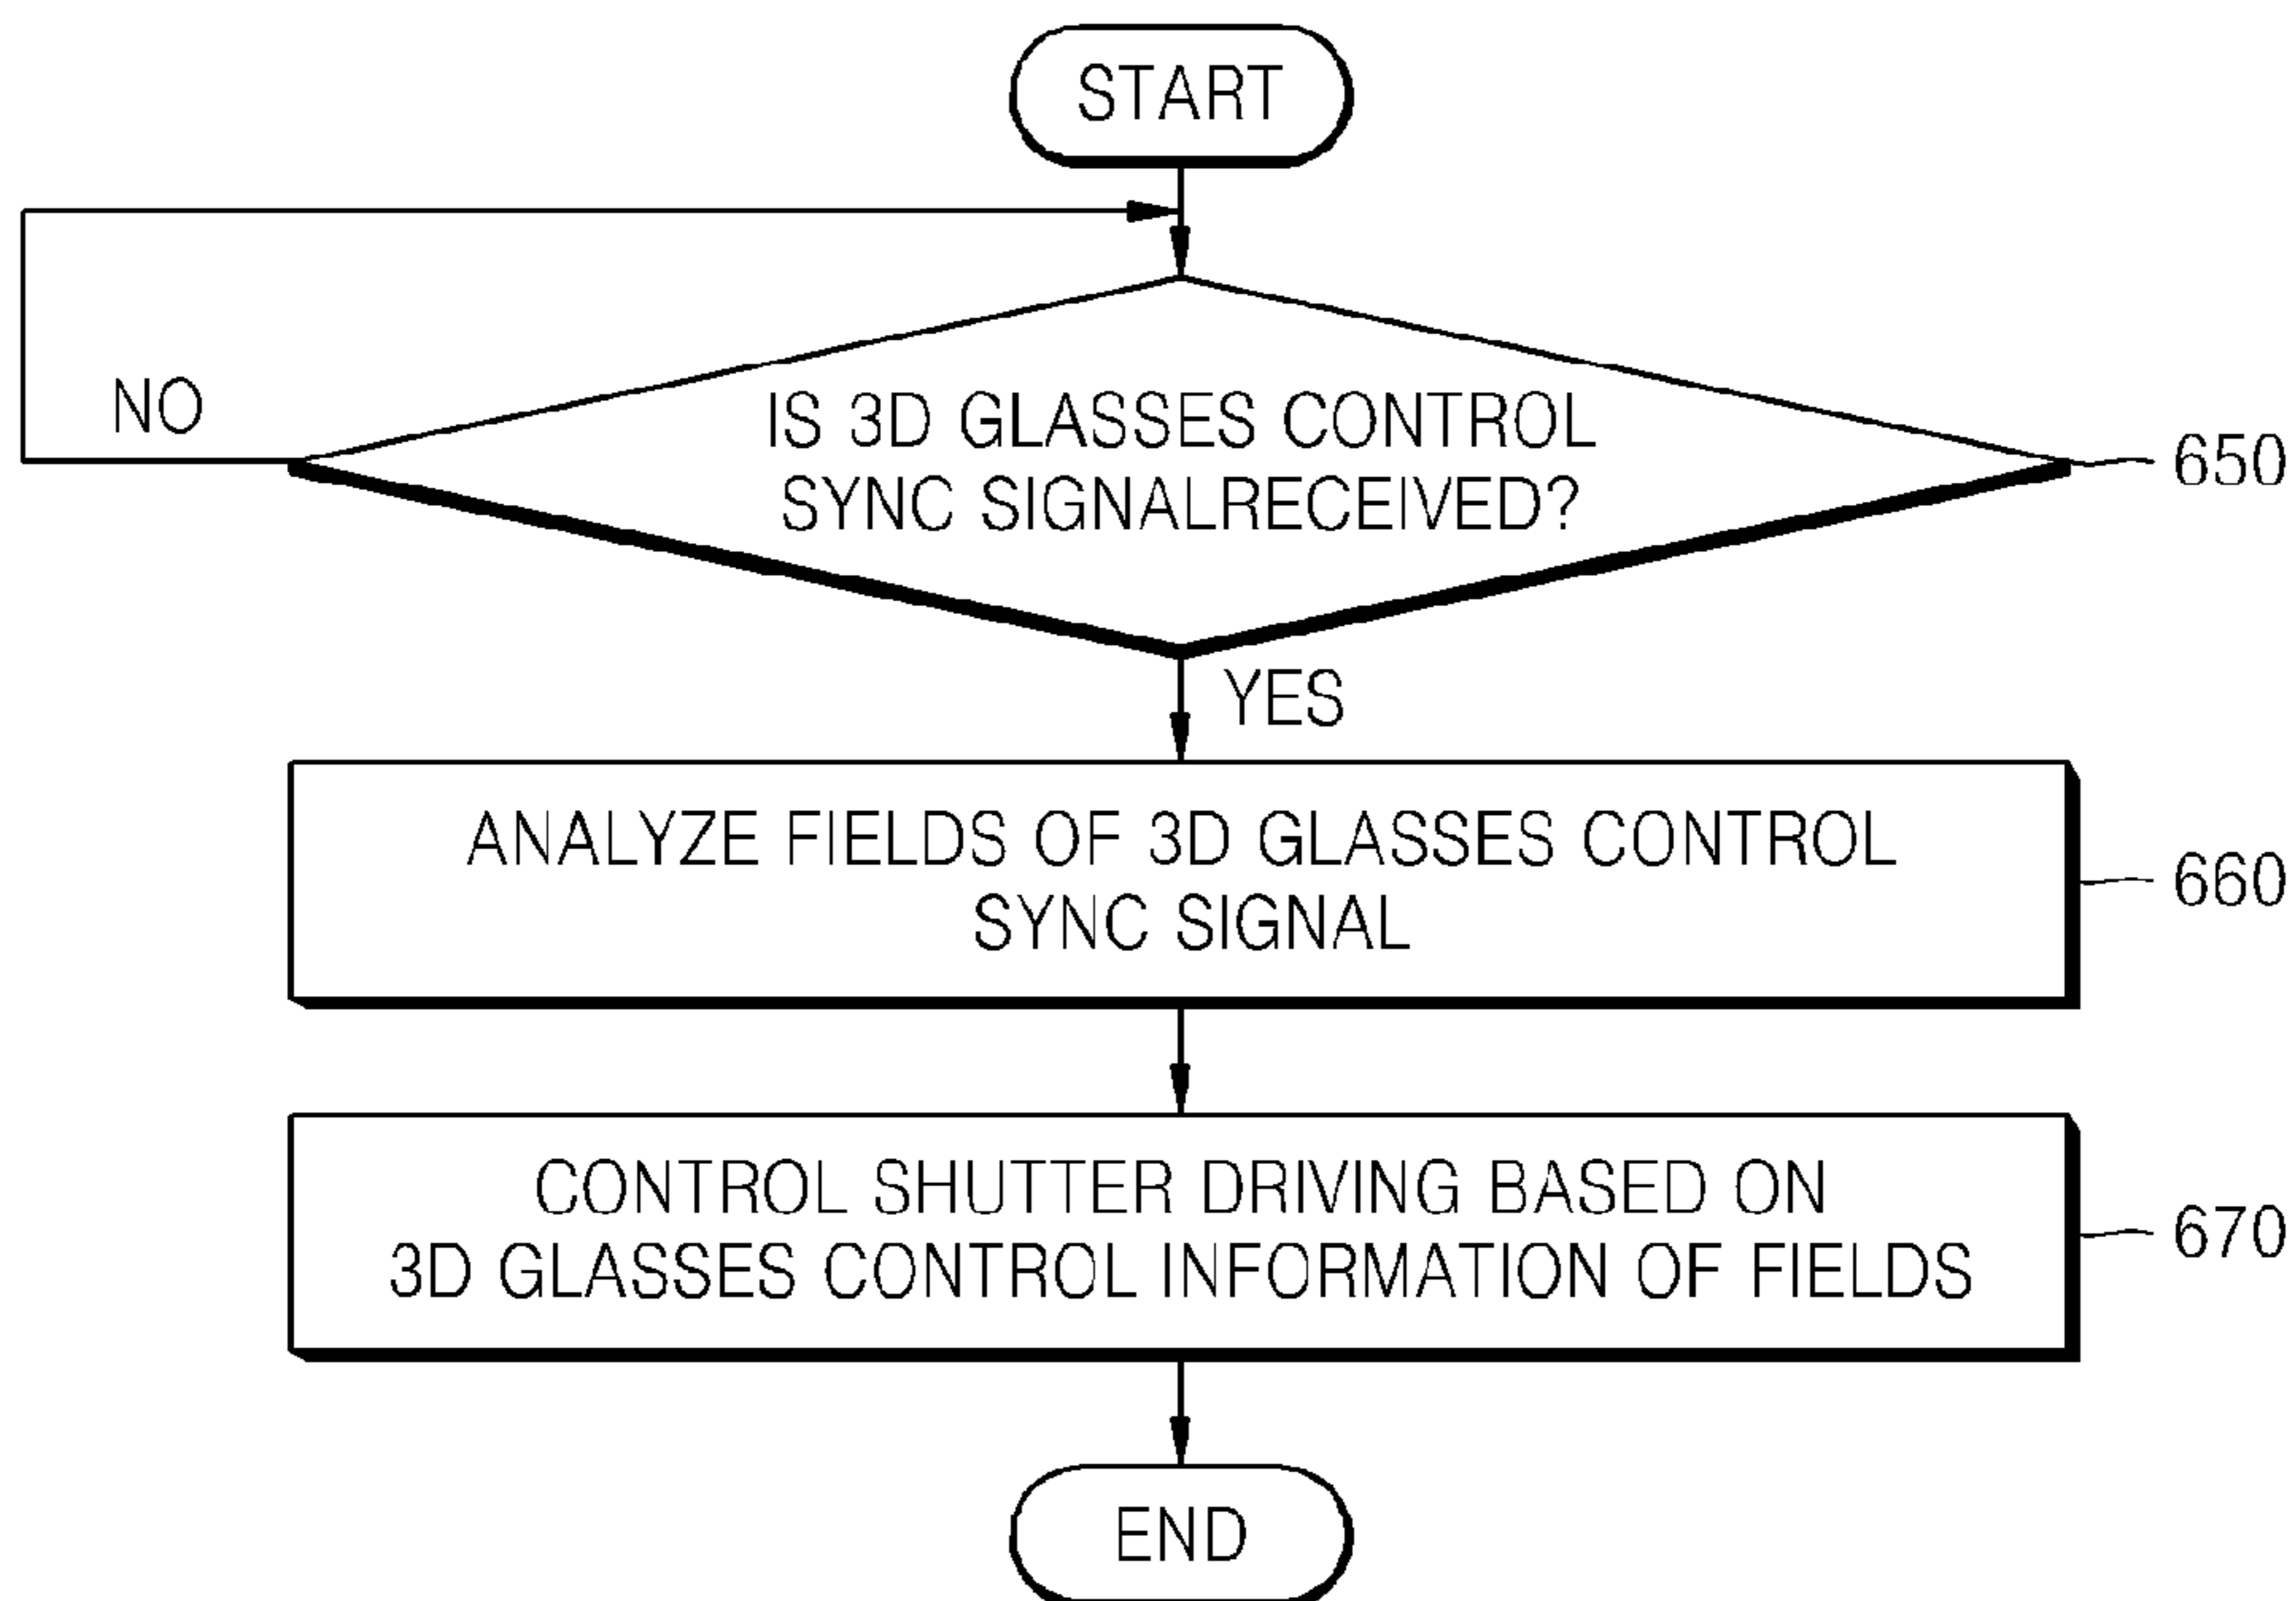 START
NO
IS 3D GLASSES CONTROL
SYNC SIGNALRECEIVED?
650
YES
ANALYZE FIELDS OF 3D GLASSES CONTROL
SYNC SIGNAL
660
CONTROL SHUTTER DRIVING BASED ON
3D GLASSES CONTROL INFORMATION OF FIELDS
670
END